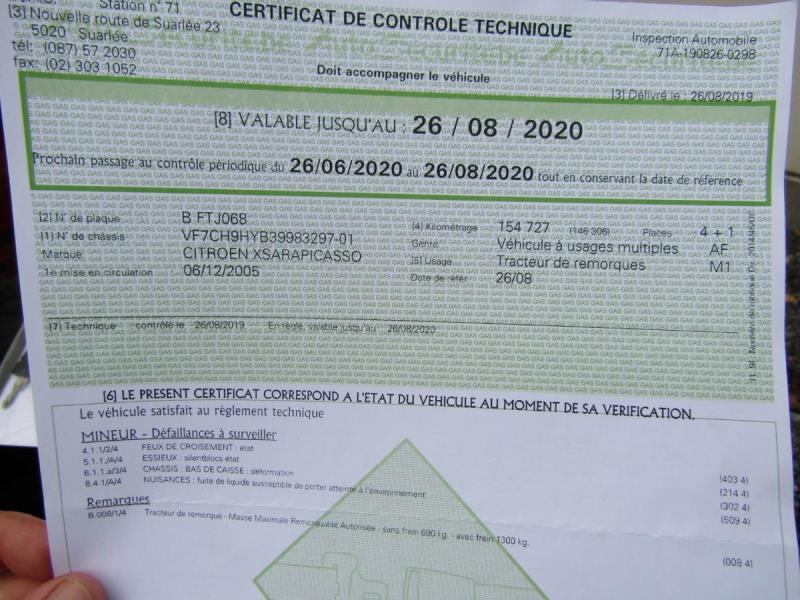 Station n° 71
[3] Nouvelle route de Suarlée 23
5020 Suarlée
tél: (087) 57 2030
fax: (02) 303 1052
CERTIFICAT DE CONTROLE TECHNIQUE
Doit accompagner le véhicule
Inspection Automobile
71A-190826-0298
[3] Délivré le : 26/08/2019
[8] VALABLE JUSQU'AU : 26 / 08 / 2020
Prochain passage au contrôle périodique du 26/06/2020 au 26/08/2020 tout en conservant la date de réference
[2] N° de plaque B FTJ068
[1] N° de châssis VF7CH9HYB39983297-01
Marque CITROEN XSARAPICASSO
1e mise en circulation 06/12/2005
[4] Kilométrage 154 727 (146 306) Places 4 + 1
Genre Véhicule à usages multiples AF
[5] Usage Tracteur de remorques M1
Date de référ 26/08
[7] Technique contrôlé le 26/08/2019 En règle, valable jusqu'au 26/08/2020
[6] LE PRESENT CERTIFICAT CORRESPOND A L'ETAT DU VEHICULE AU MOMENT DE SA VERIFICATION.
Le véhicule satisfait au règlement technique
MINEUR - Défaillances à surveiller
4.1.1/2/4 FEUX DE CROISEMENT : état (403 4)
5.1.1./A/4 ESSIEUX : silentblocs état (214 4)
6.1.1.a/3/4 CHASSIS : BAS DE CAISSE : déformation (302 4)
8.4.1/A/4 NUISANCES : fuite de liquide susceptible de porter atteinte à l'environnement (509 4)
Remarques
B.008/1/4 Tracteur de remorque - Masse Maximale Remorquable Autorisée - sans frein 690 kg - avec frein 1300 kg. (008 4)